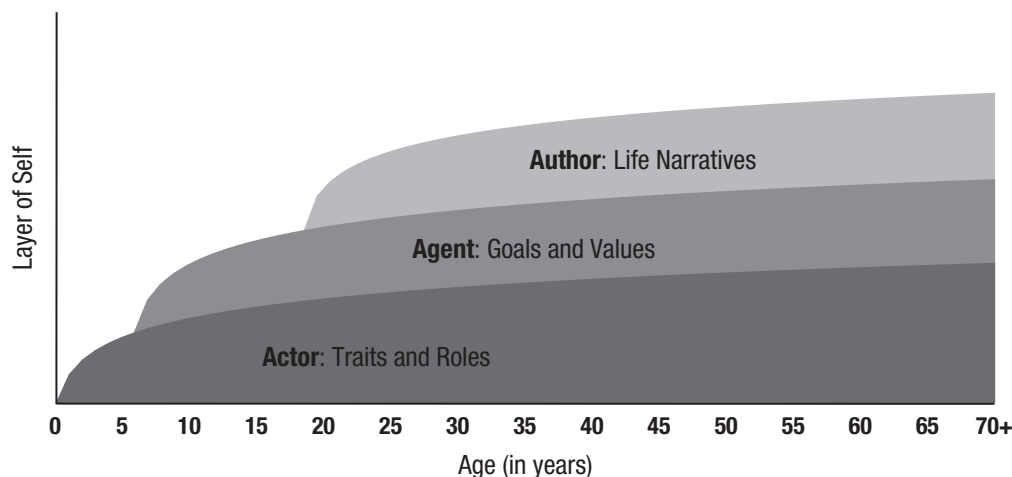 Layer of Self
Author: Life Narratives
Agent: Goals and Values
Actor: Traits and Roles
0 5 10 15 20 25 30 35 40 45 50 55 60 65 70+
Age (in years)